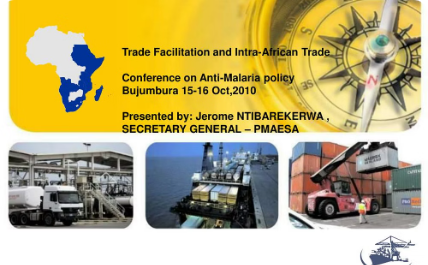 Trade Facilitation and Intra-African Trade
Conference on Anti-Malaria policy
Bujumbura 15-16 Oct,2010
Presented by: Jerome NTIBAREKERWA ,
SECRETARY GENERAL – PMAESA